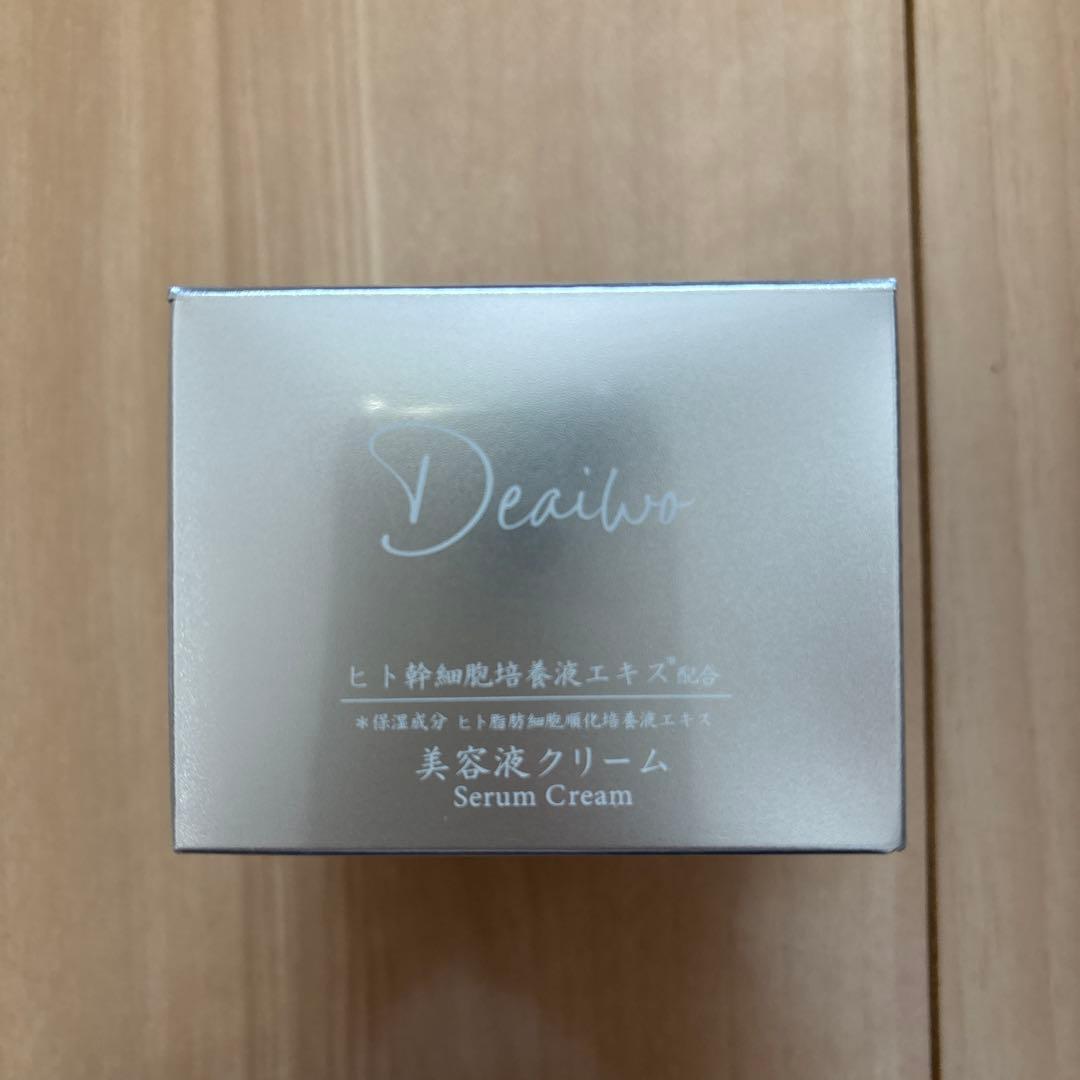 Deaiwo
ヒト幹細胞培養液エキス*配合
*保湿成分 ヒト脂肪細胞順化培養液エキス
美容液クリーム
Serum Cream